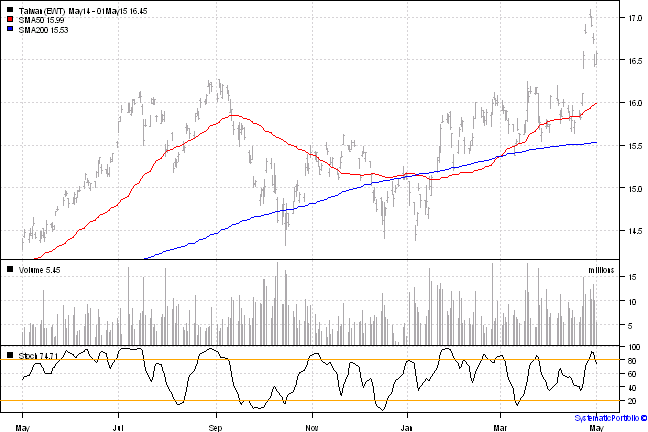 Taiwan (EWT) May14 - 01May15 16.45
SMA50 15.99
SMA200 15.53
17.0
16.5
16.0
15.5
15.0
14.5
Volume 5.45
millions
15
10
5
Stoch 74.71
100
80
60
40
20
May Jul Sep Nov Jan Mar May
SystematicPortfolio ©